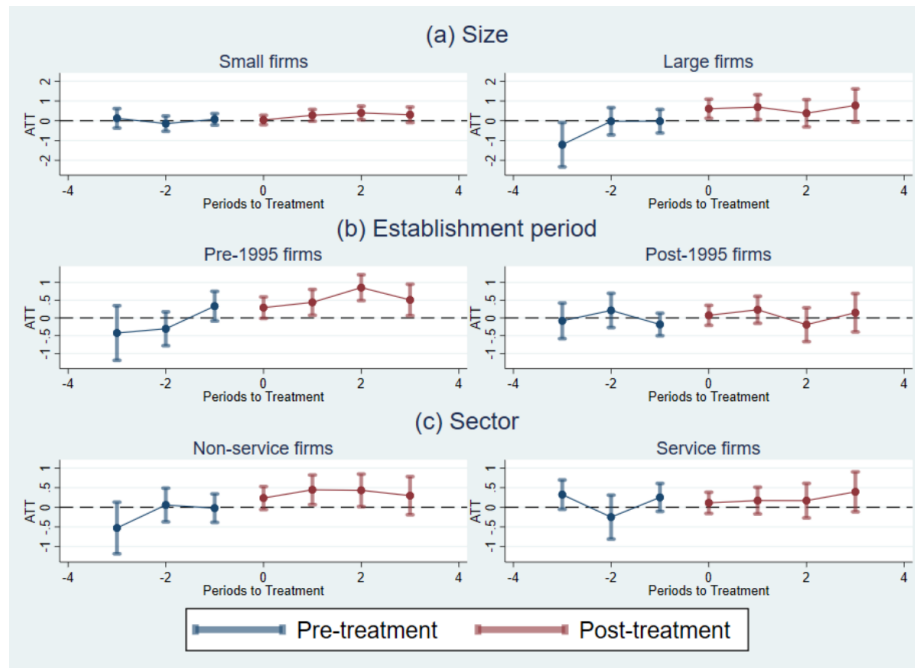 (a) Size
Small firms
Large firms
ATT
2
1
0
-1
-2
-4
-2
0
2
4
Periods to Treatment
ATT
2
1
0
-1
-2
-4
-2
0
2
4
Periods to Treatment
(b) Establishment period
Pre-1995 firms
Post-1995 firms
ATT
1
.5
0
-.5
-1
-4
-2
0
2
4
Periods to Treatment
ATT
1
.5
0
-.5
-1
-4
-2
0
2
4
Periods to Treatment
(c) Sector
Non-service firms
Service firms
ATT
1
.5
0
-.5
-1
-4
-2
0
2
4
Periods to Treatment
ATT
1
.5
0
-.5
-1
-4
-2
0
2
4
Periods to Treatment
Pre-treatment
Post-treatment